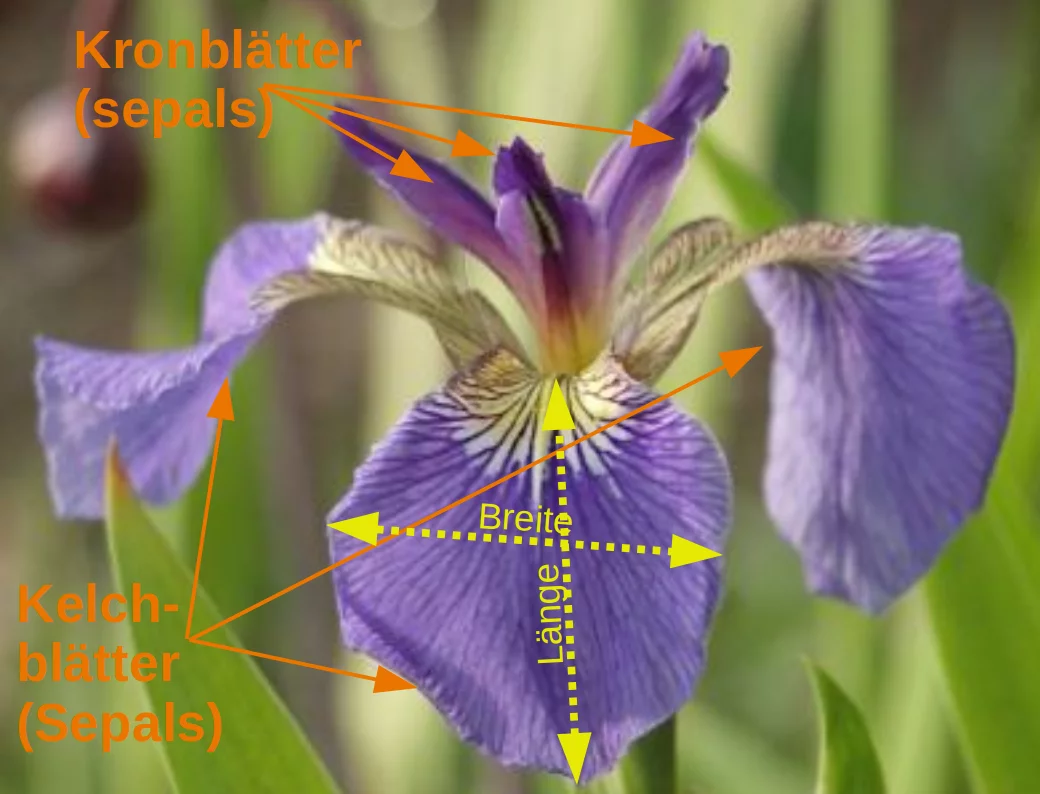 Kronblätter
(sepals)
Breite
Länge
Kelch-
blätter
(Sepals)